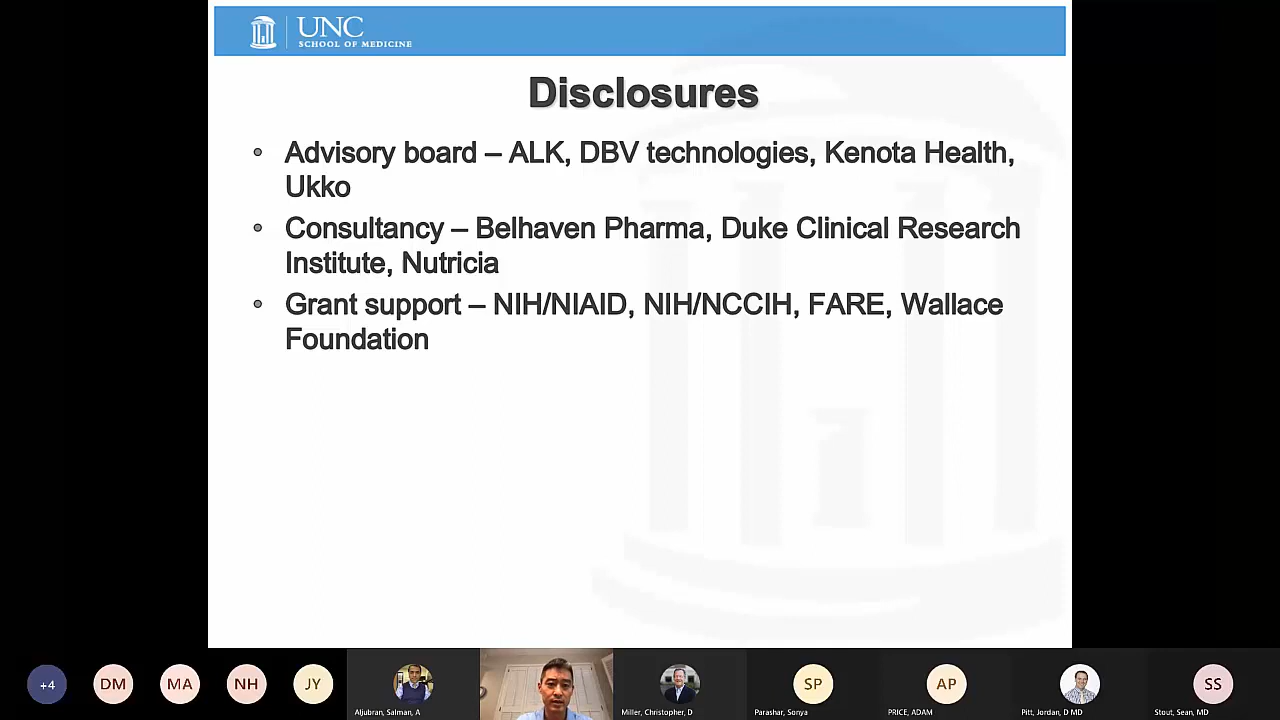 UNC
SCHOOL OF MEDICINE
Disclosures
• Advisory board – ALK, DBV technologies, Kenota Health,
Ukko
• Consultancy – Belhaven Pharma, Duke Clinical Research
Institute, Nutricia
• Grant support – NIH/NIAID, NIH/NCCIH, FARE, Wallace
Foundation
+4
DM
MA
NH
JY
Aljubran, Salman, A
Miller, Christopher, D
SP
Parashar, Sonya
AP
PRICE, ADAM
Pitt, Jordan, D MD
SS
Stout, Sean, MD